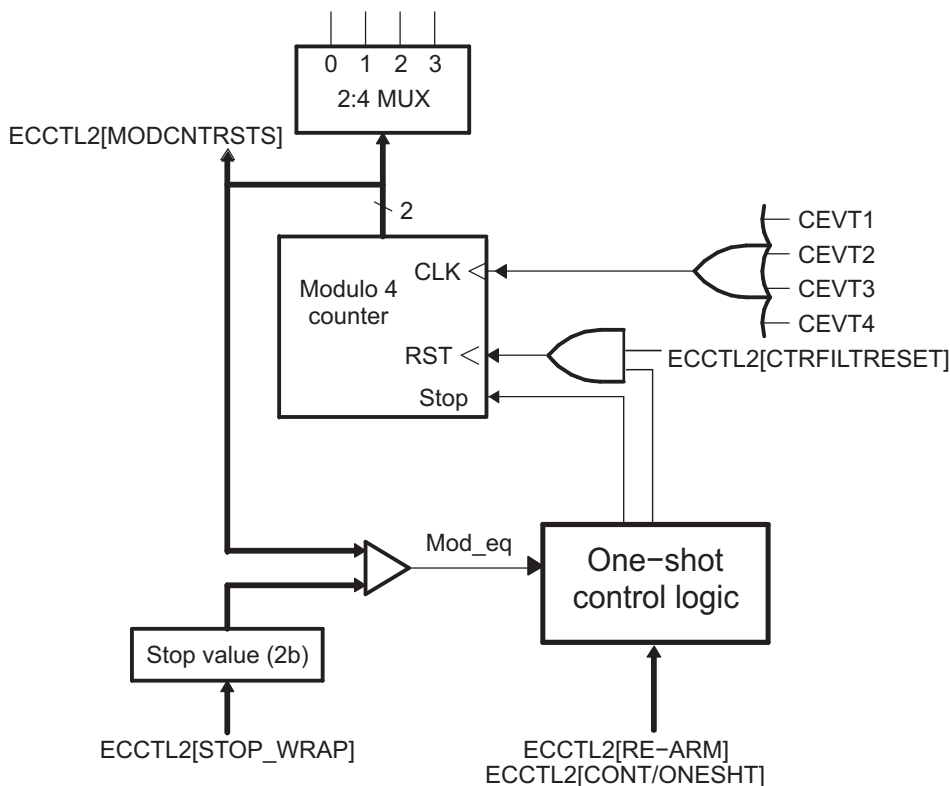 0 1 2 3
2:4 MUX
ECCTL2[MODCNTRSTS]
2
CEVT1
CLK
CEVT2
Modulo 4
counter
CEVT3
CEVT4
RST
ECCTL2[CTRFILTRESET]
Stop
Mod_eq
One−shot
control logic
Stop value (2b)
ECCTL2[STOP_WRAP]
ECCTL2[RE−ARM]
ECCTL2[CONT/ONESHT]